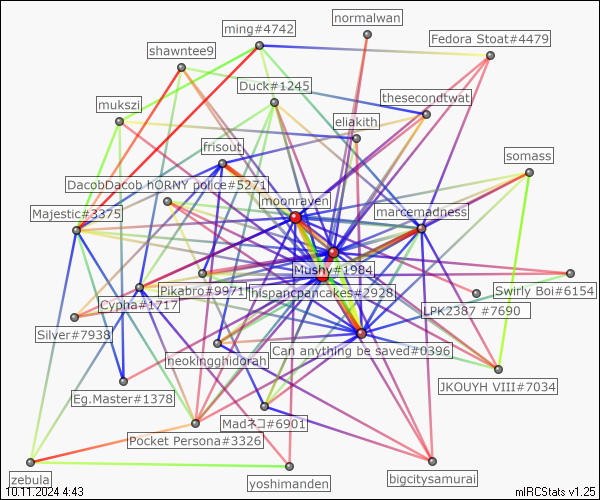 normalwan
ming#4742
Fedora Stoat#4479
shawntee9
Duck#1245
thesecondtwat
mukszi
eliakith
frisout
somass
DacobDacob hORNY police#5271
moonraven
Majestic#3375
marcemadness
Mushy#1984
Pikabro#9971
hispancpancakes#2928
Swirly Boi#6154
Cypha#1717
LPK2387 #7690
Silver#7938
Can anything be saved#0396
neokingghidorah
JKOUYH VIII#7034
Eg.Master#1378
Madネコ#6901
Pocket Persona#3326
zebula
bigcitysamurai
yoshimanden
10.11.2024 4:43
mIRCStats v1.25